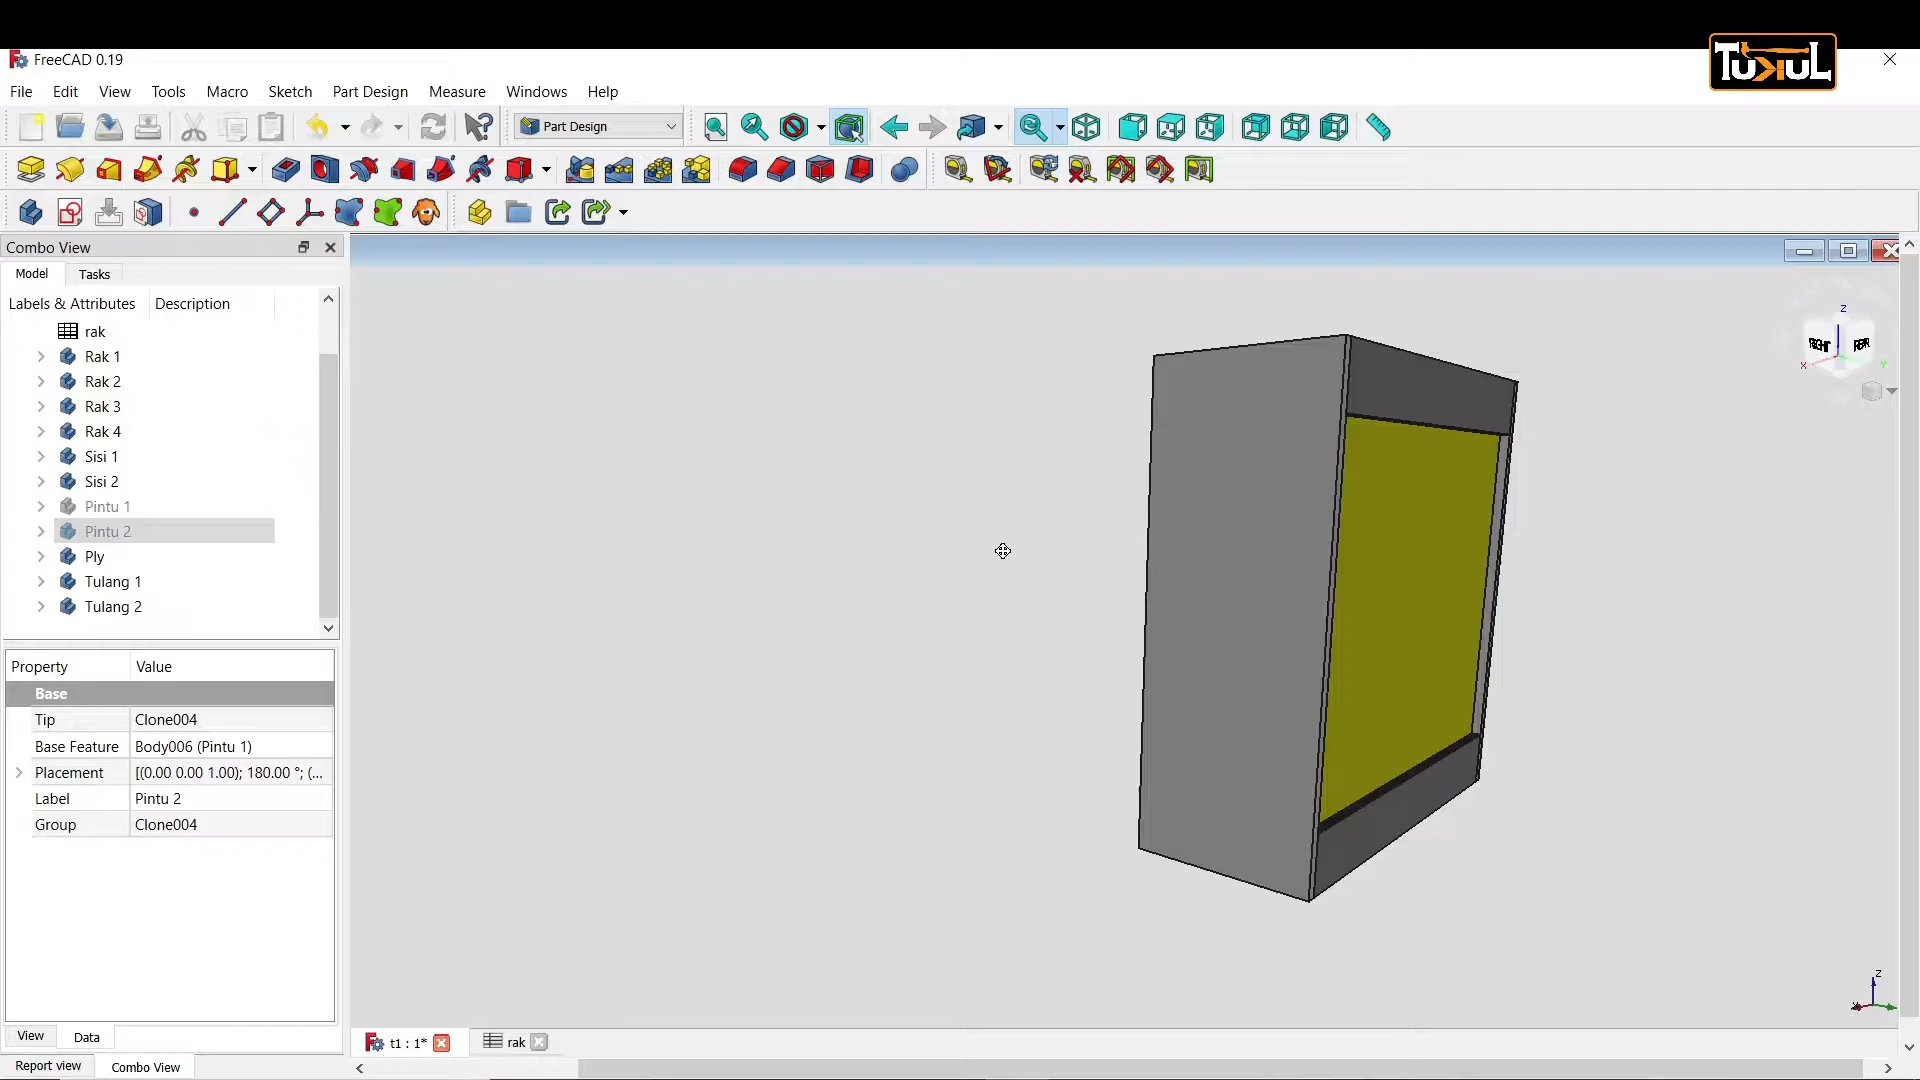 TUKUL
FreeCAD 0.19
File Edit View Tools Macro Sketch Part Design Measure Windows Help
Part Design
Combo View
Model Tasks
Labels & Attributes Description
rak
Rak 1
Rak 2
Rak 3
Rak 4
Sisi 1
Sisi 2
Pintu 1
Pintu 2
Ply
Tulang 1
Tulang 2
Property Value
Base
Tip Clone004
Base Feature Body006 (Pintu 1)
Placement [(0.00 0.00 1.00); 180.00 °; (...
Label Pintu 2
Group Clone004
View Data
Report view Combo View
t1 : 1* rak
Z
RIGHT REAR
X Y
Z